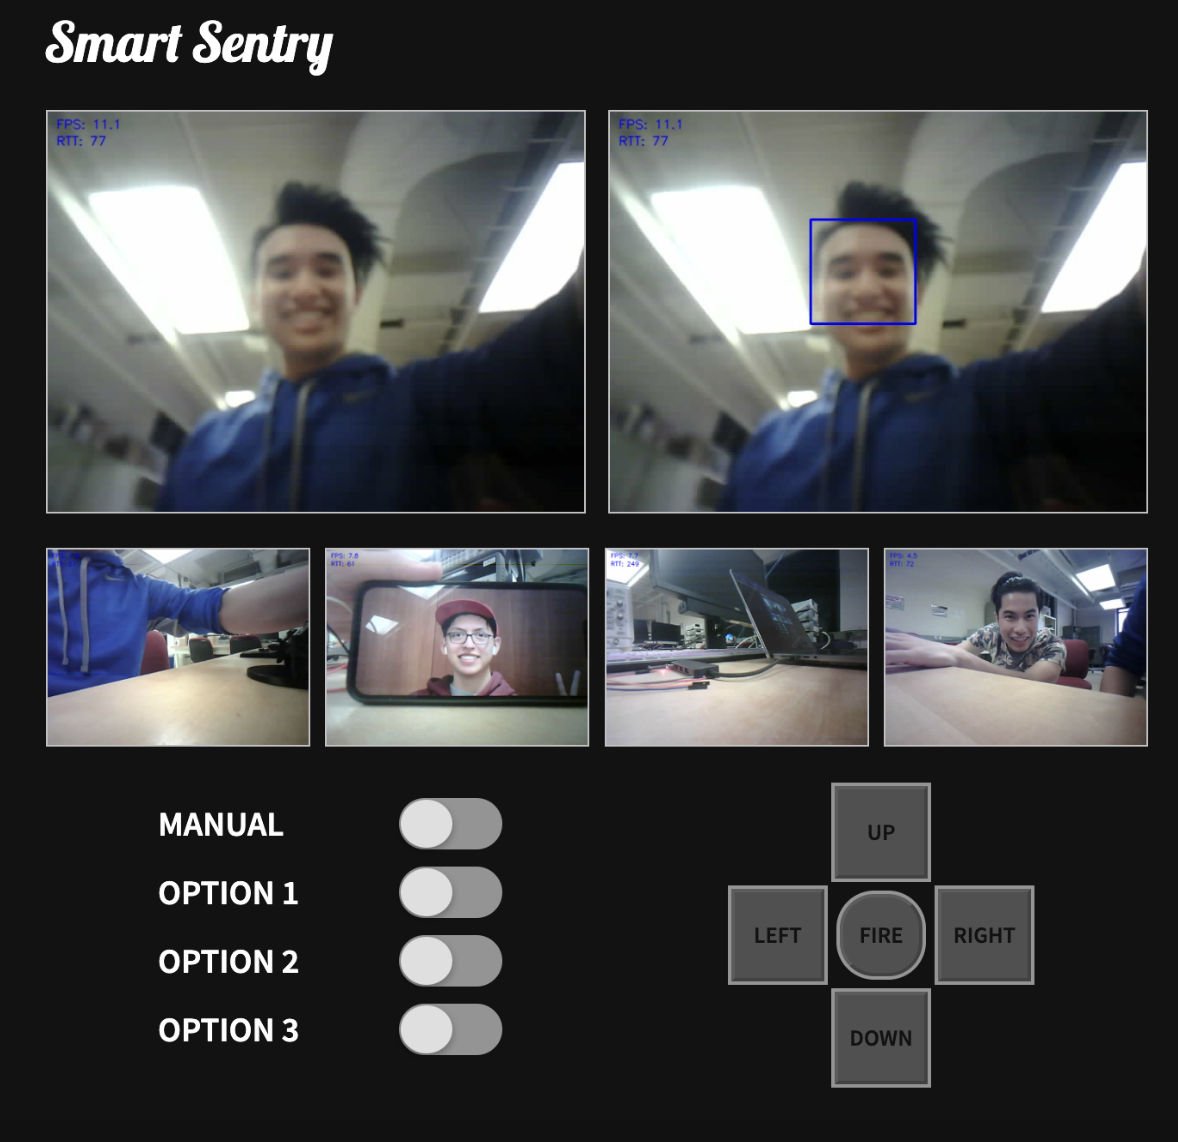 Smart Sentry
FPS: 11.1
RTT: 77
FPS: 11.1
RTT: 77
FPS: 7.8
RTT: 61
FPS: 7.7
RTT: 249
FPS: 4.5
RTT: 72
MANUAL
OPTION 1
OPTION 2
OPTION 3
UP
LEFT
FIRE
RIGHT
DOWN